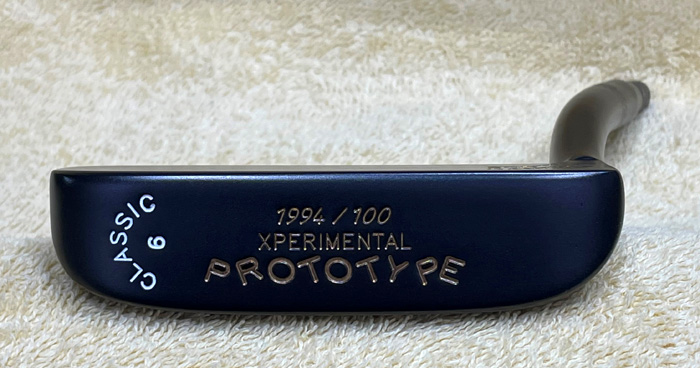 CLASSIC
6
1994 / 100
XPERIMENTAL
PROTOTYPE